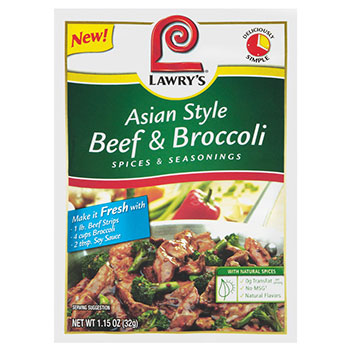 New!
DELICIOUSLY
SIMPLE
LAWRY'S
Asian Style
Beef & Broccoli
SPICES & SEASONINGS
Make it Fresh with
- 1 lb. Beef Strips
- 4 cups Broccoli
- 2 tbsp. Soy Sauce
WITH NATURAL SPICES
✓ 0g Transfat
✓ No MSG*
✓ Natural Flavors
SERVING SUGGESTION
NET WT 1.15 OZ (32g)